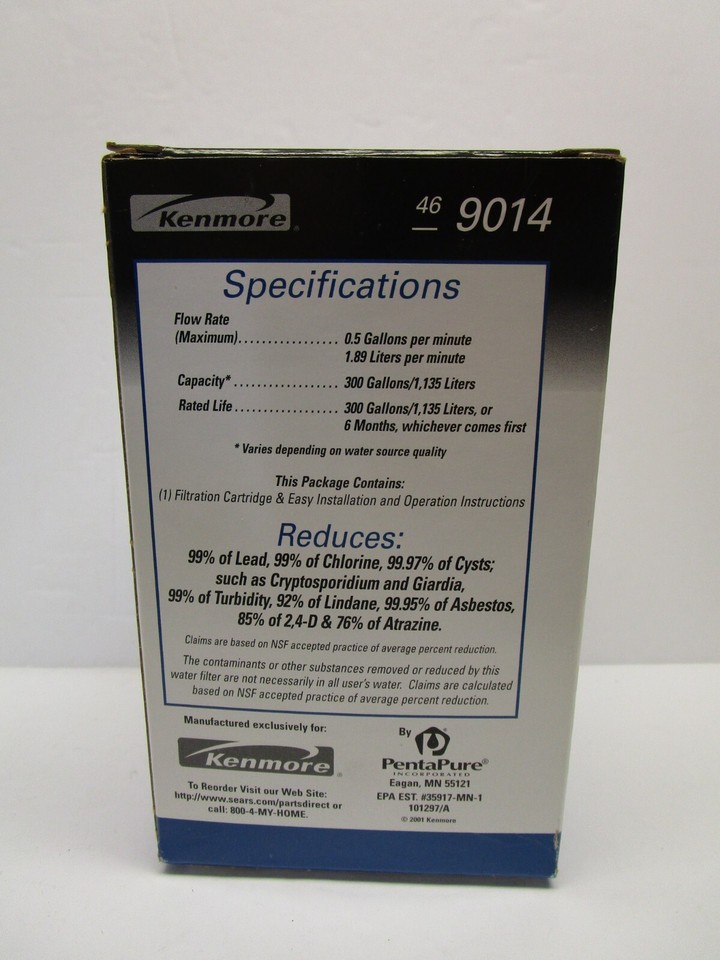 Kenmore®
46 9014
Specifications
Flow Rate
(Maximum)................. 0.5 Gallons per minute
1.89 Liters per minute
Capacity* .................. 300 Gallons/1,135 Liters
Rated Life .................. 300 Gallons/1,135 Liters, or
6 Months, whichever comes first
* Varies depending on water source quality
This Package Contains:
(1) Filtration Cartridge & Easy Installation and Operation Instructions
Reduces:
99% of Lead, 99% of Chlorine, 99.97% of Cysts;
such as Cryptosporidium and Giardia,
99% of Turbidity, 92% of Lindane, 99.95% of Asbestos,
85% of 2,4-D & 76% of Atrazine.
Claims are based on NSF accepted practice of average percent reduction.
The contaminants or other substances removed or reduced by this
water filter are not necessarily in all user's water. Claims are calculated
based on NSF accepted practice of average percent reduction.
Manufactured exclusively for:
Kenmore®
To Reorder Visit our Web Site:
http://www.sears.com/partsdirect or
call: 800-4-MY-HOME.
By
PentaPure®
INCORPORATED
Eagan, MN 55121
EPA EST. #35917-MN-1
101297/A
© 2001 Kenmore